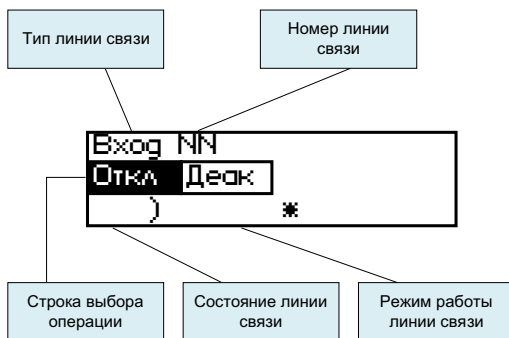 Тип линии связи
Номер линии
связи
Вход NN
Откл Деак
) *
Строка выбора
операции
Состояние линии
связи
Режим работы
линии связи